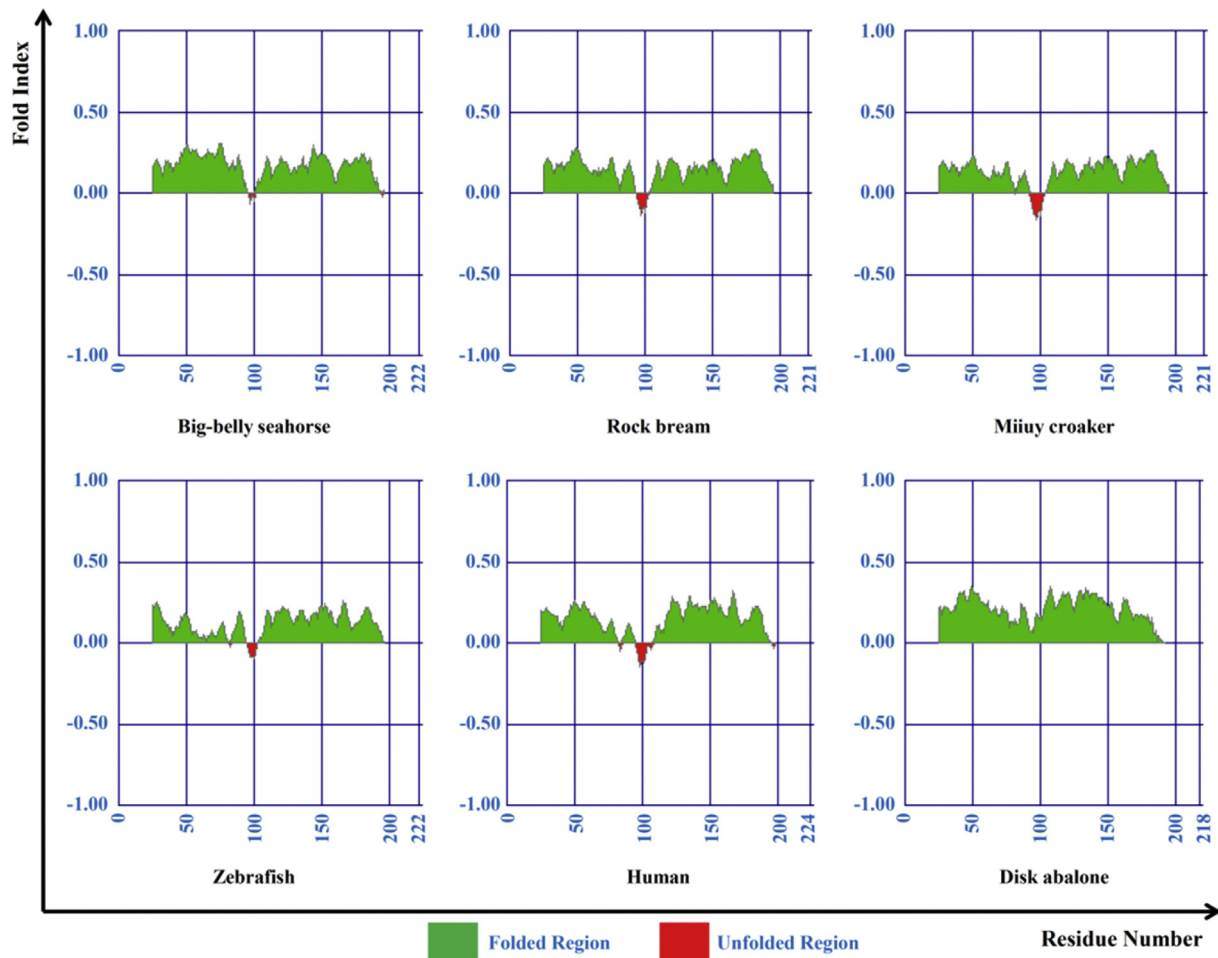 Fold Index
1.00 0.50 0.00 -0.50 -1.00
0 50 100 150 200 222
Big-belly seahorse
1.00 0.50 0.00 -0.50 -1.00
0 50 100 150 200 221
Rock bream
1.00 0.50 0.00 -0.50 -1.00
0 50 100 150 200 221
Miiuy croaker
1.00 0.50 0.00 -0.50 -1.00
0 50 100 150 200 222
Zebrafish
1.00 0.50 0.00 -0.50 -1.00
0 50 100 150 200 224
Human
1.00 0.50 0.00 -0.50 -1.00
0 50 100 150 200 218
Disk abalone
Folded Region
Unfolded Region
Residue Number